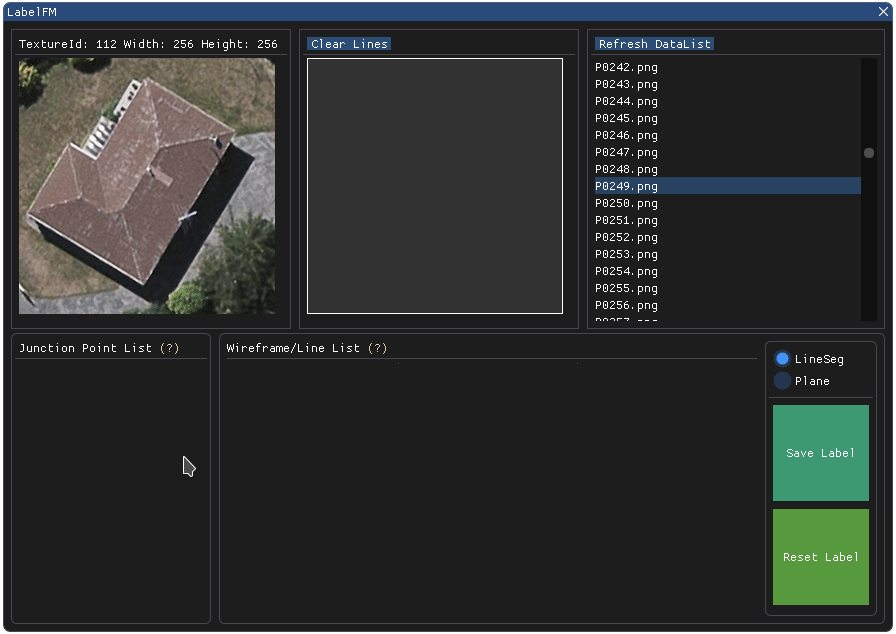 LabelFM
TextureId: 112 Width: 256 Height: 256
Clear Lines
Refresh DataList
P0242.png
P0243.png
P0244.png
P0245.png
P0246.png
P0247.png
P0248.png
P0249.png
P0250.png
P0251.png
P0252.png
P0253.png
P0254.png
P0255.png
P0256.png
Junction Point List (?)
Wireframe/Line List (?)
LineSeg
Plane
Save Label
Reset Label